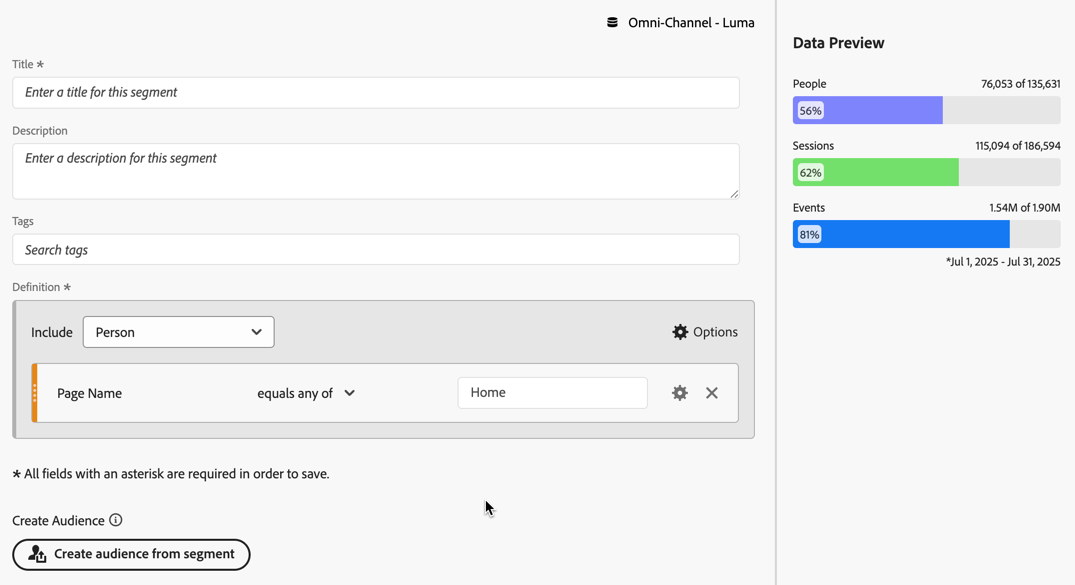 Omni-Channel - Luma
Title *
Enter a title for this segment
Description
Enter a description for this segment
Tags
Search tags
Definition *
Include Person Options
Page Name equals any of Home
* All fields with an asterisk are required in order to save.
Create Audience
Create audience from segment
Data Preview
People 76,053 of 135,631
56%
Sessions 115,094 of 186,594
62%
Events 1.54M of 1.90M
81%
*Jul 1, 2025 - Jul 31, 2025